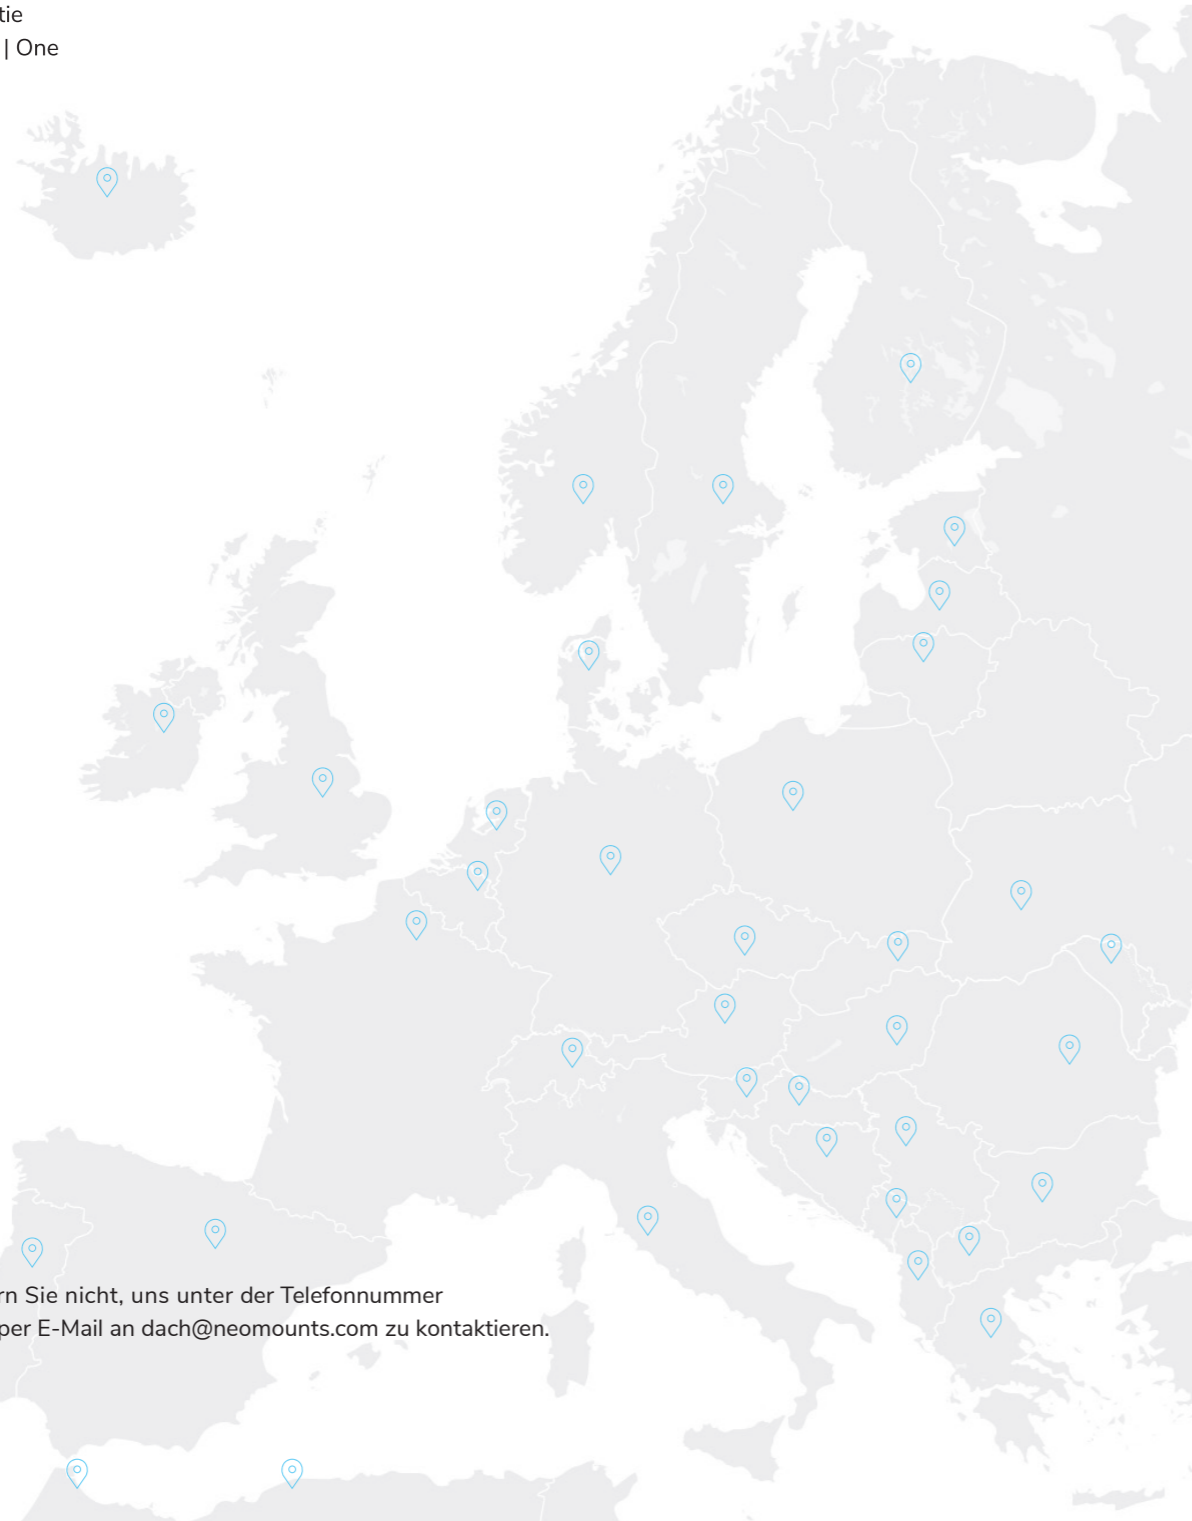 tie
| One
rn Sie nicht, uns unter der Telefonnummer
per E-Mail an dach@neomounts.com zu kontaktieren.